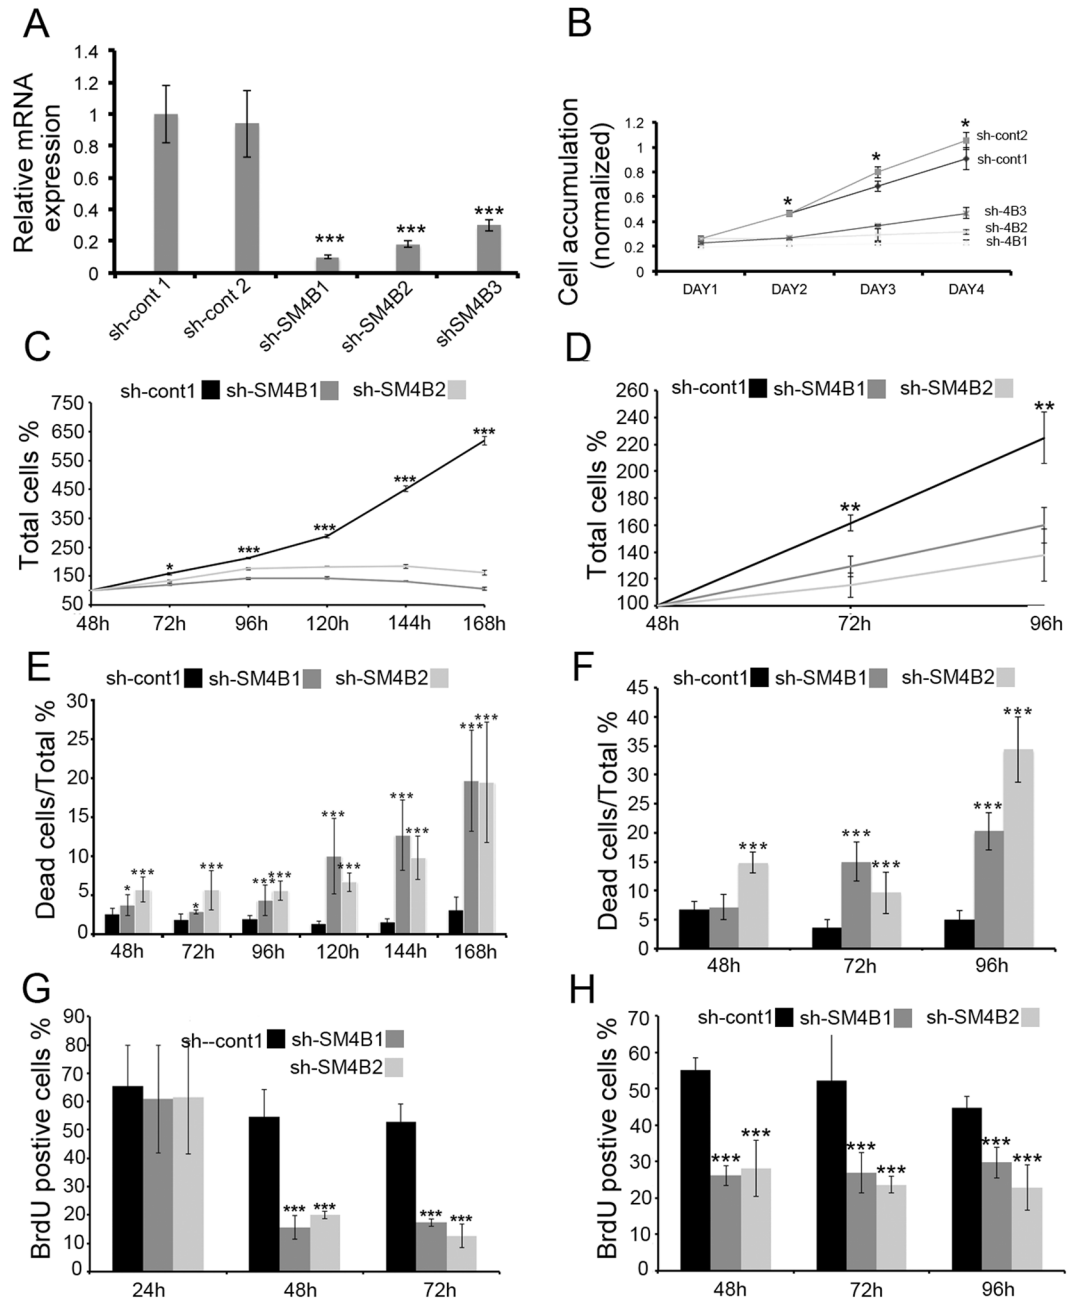 A
Relative mRNA
expression
1.4
1.2
1
0.8
0.6
0.4
0.2
0
***
***
***
sh-cont 1
sh-cont 2
sh-SM4B1
sh-SM4B2
shSM4B3
B
Cell accumulation
(normalized)
1.2
1
0.8
0.6
0.4
0.2
0
*
*
*
sh-cont2
sh-cont1
sh-4B3
sh-4B2
sh-4B1
DAY1 DAY2 DAY3 DAY4
C
sh-cont1 sh-SM4B1 sh-SM4B2
Total cells %
750
650
550
450
350
250
150
50
*
***
***
***
***
48h 72h 96h 120h 144h 168h
D
sh-cont1 sh-SM4B1 sh-SM4B2
Total cells %
260
240
220
200
180
160
140
120
100
**
**
48h 72h 96h
E
sh-cont1 sh-SM4B1 sh-SM4B2
Dead cells/Total %
30
25
20
15
10
5
0
* *** * *** *** *** *** *** *** *** *** ***
48h 72h 96h 120h 144h 168h
F
sh-cont1 sh-SM4B1 sh-SM4B2
Dead cells/Total %
45
40
35
30
25
20
15
10
5
0
*** *** *** *** ***
48h 72h 96h
G
sh--cont1 sh-SM4B1
sh-SM4B2
BrdU postive cells %
90
80
70
60
50
40
30
20
10
0
*** *** *** ***
24h 48h 72h
H
sh-cont1 sh-SM4B1 sh-SM4B2
BrdU postive cells %
70
60
50
40
30
20
10
0
*** *** *** *** *** ***
48h 72h 96h